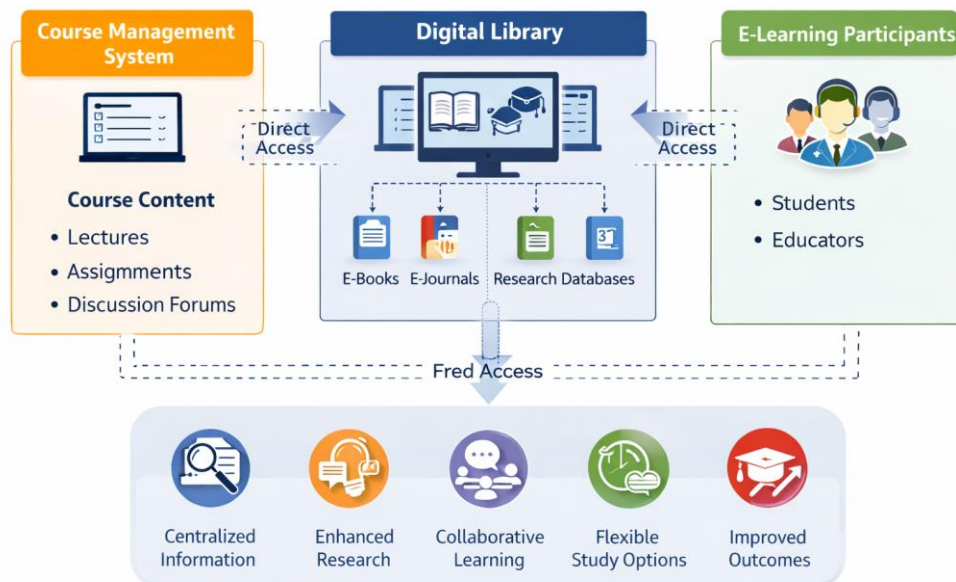 Course Management
System
Digital Library
E-Learning Participants
Direct
Access
Direct
Access
Course Content
• Lectures
• Assignments
• Discussion Forums
E-Books
E-Journals
Research Databases
• Students
• Educators
Fred Access
Centralized
Information
Enhanced
Research
Collaborative
Learning
Flexible
Study Options
Improved
Outcomes